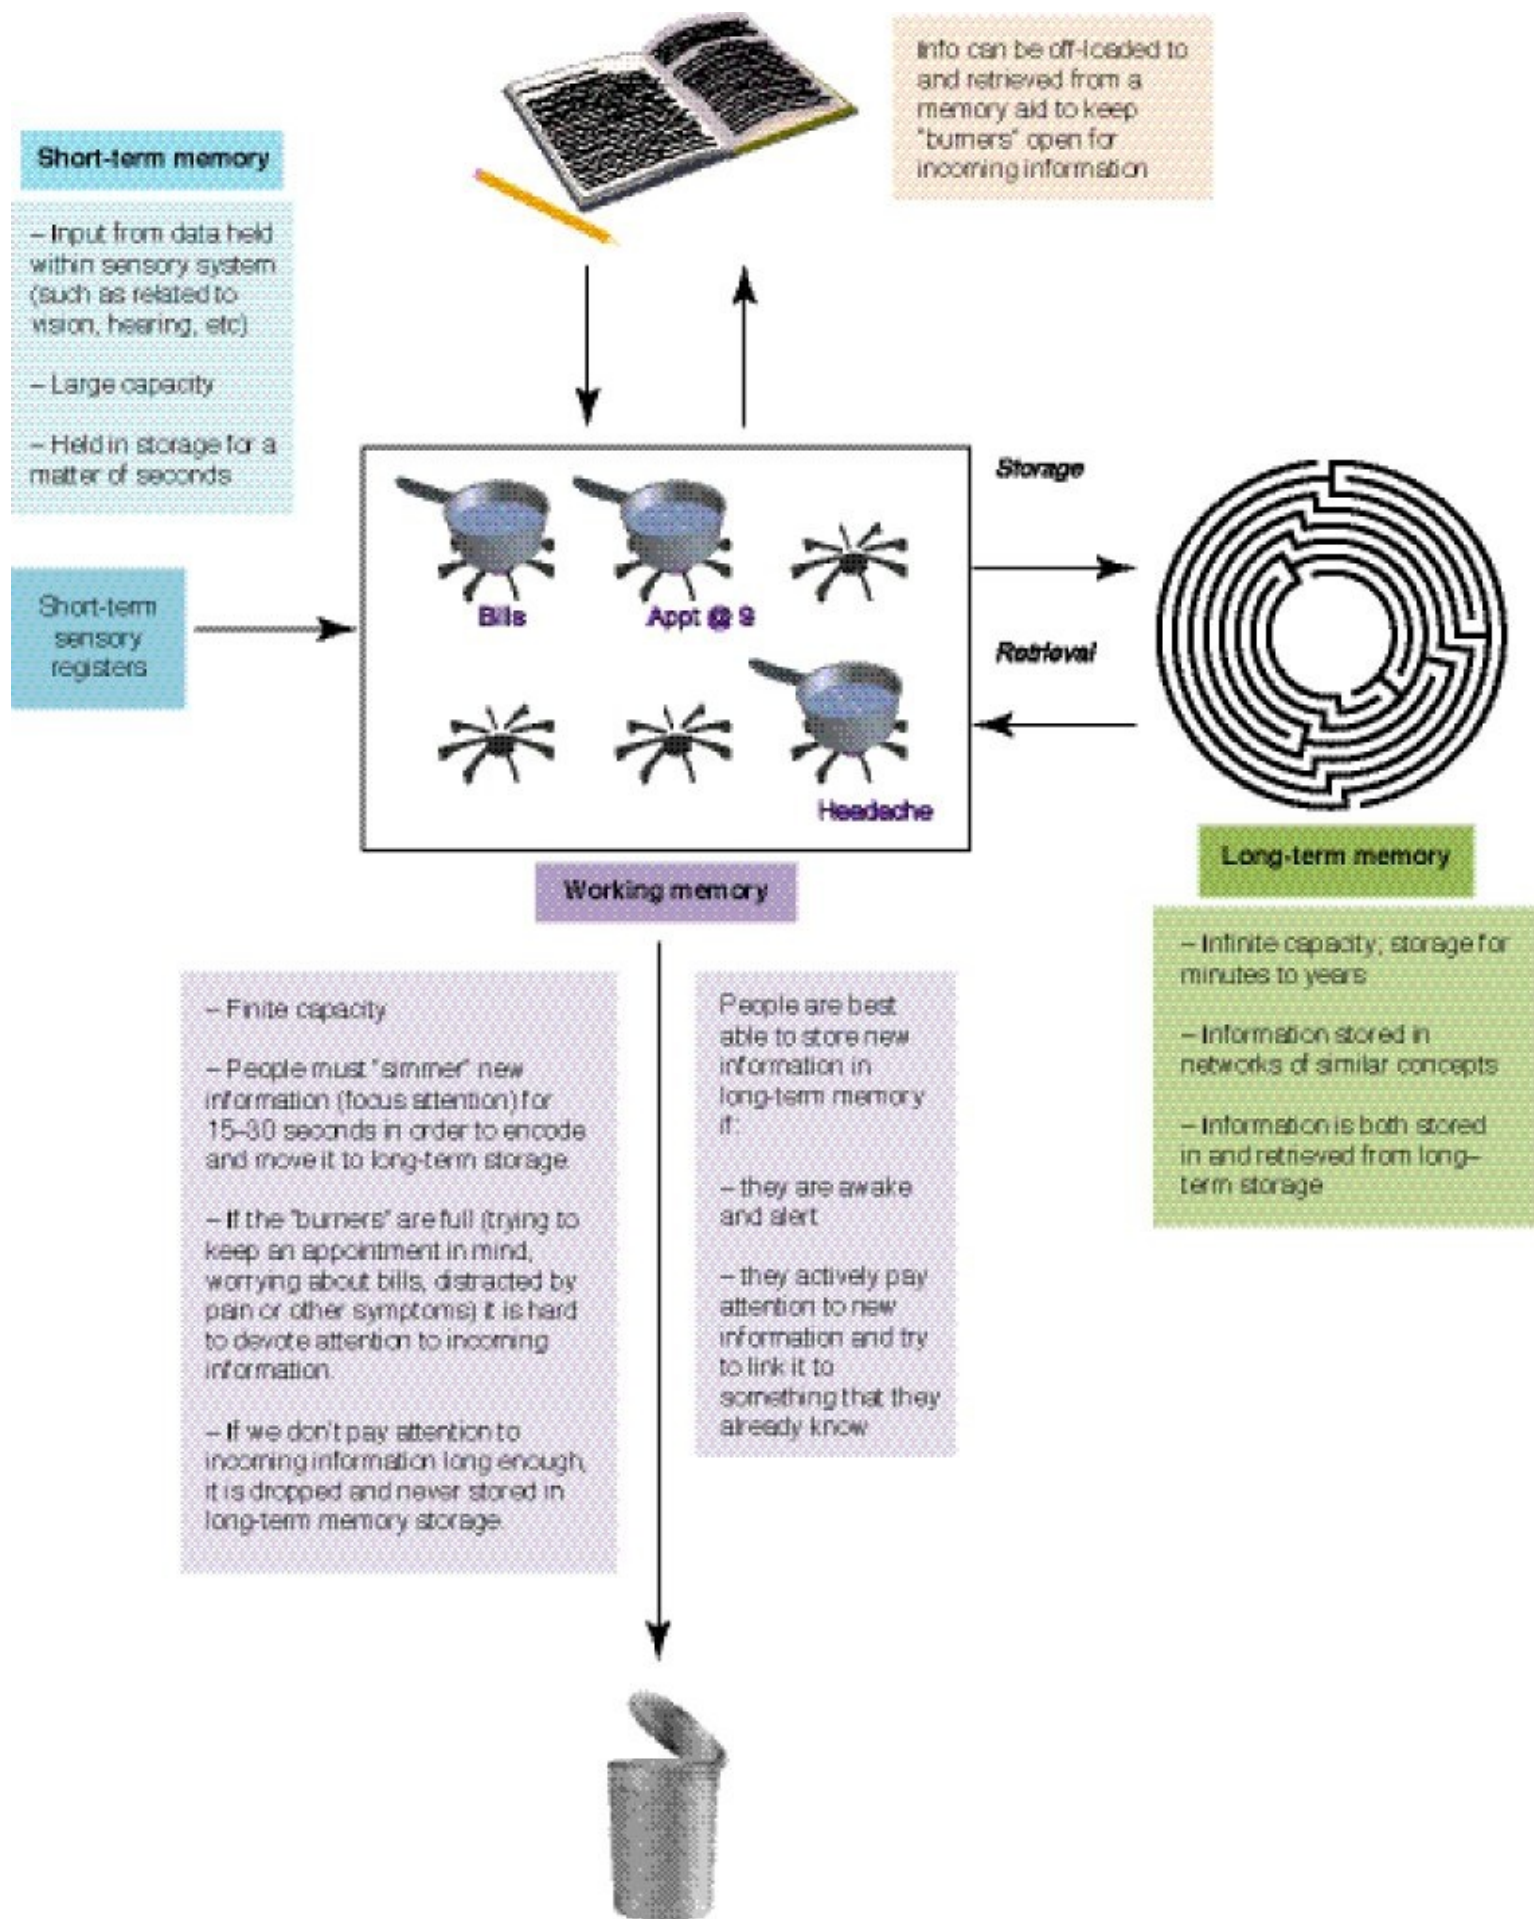 Info can be off-loaded to
and retrieved from a
memory aid to keep
"burners" open for
incoming information
Short-term memory
– Input from data held
within sensory system
(such as related to
vision, hearing, etc)
– Large capacity
– Held in storage for a
matter of seconds
Short-term
sensory
registers
Bills
Appt @ 9
Headache
Storage
Retrieval
Working memory
Long-term memory
– Infinite capacity; storage for
minutes to years
– Information stored in
networks of similar concepts
– Information is both stored
in and retrieved from long–
term storage
– Finite capacity
– People must "simmer" new
information (focus attention) for
15–30 seconds in order to encode
and move it to long-term storage
– If the "burners" are full (trying to
keep an appointment in mind,
worrying about bills, distracted by
pain or other symptoms) it is hard
to devote attention to incoming
information.
– If we don't pay attention to
incoming information long enough,
it is dropped and never stored in
long-term memory storage
People are best
able to store new
information in
long-term memory
if:
– they are awake
and alert
– they actively pay
attention to new
information and try
to link it to
something that they
already know